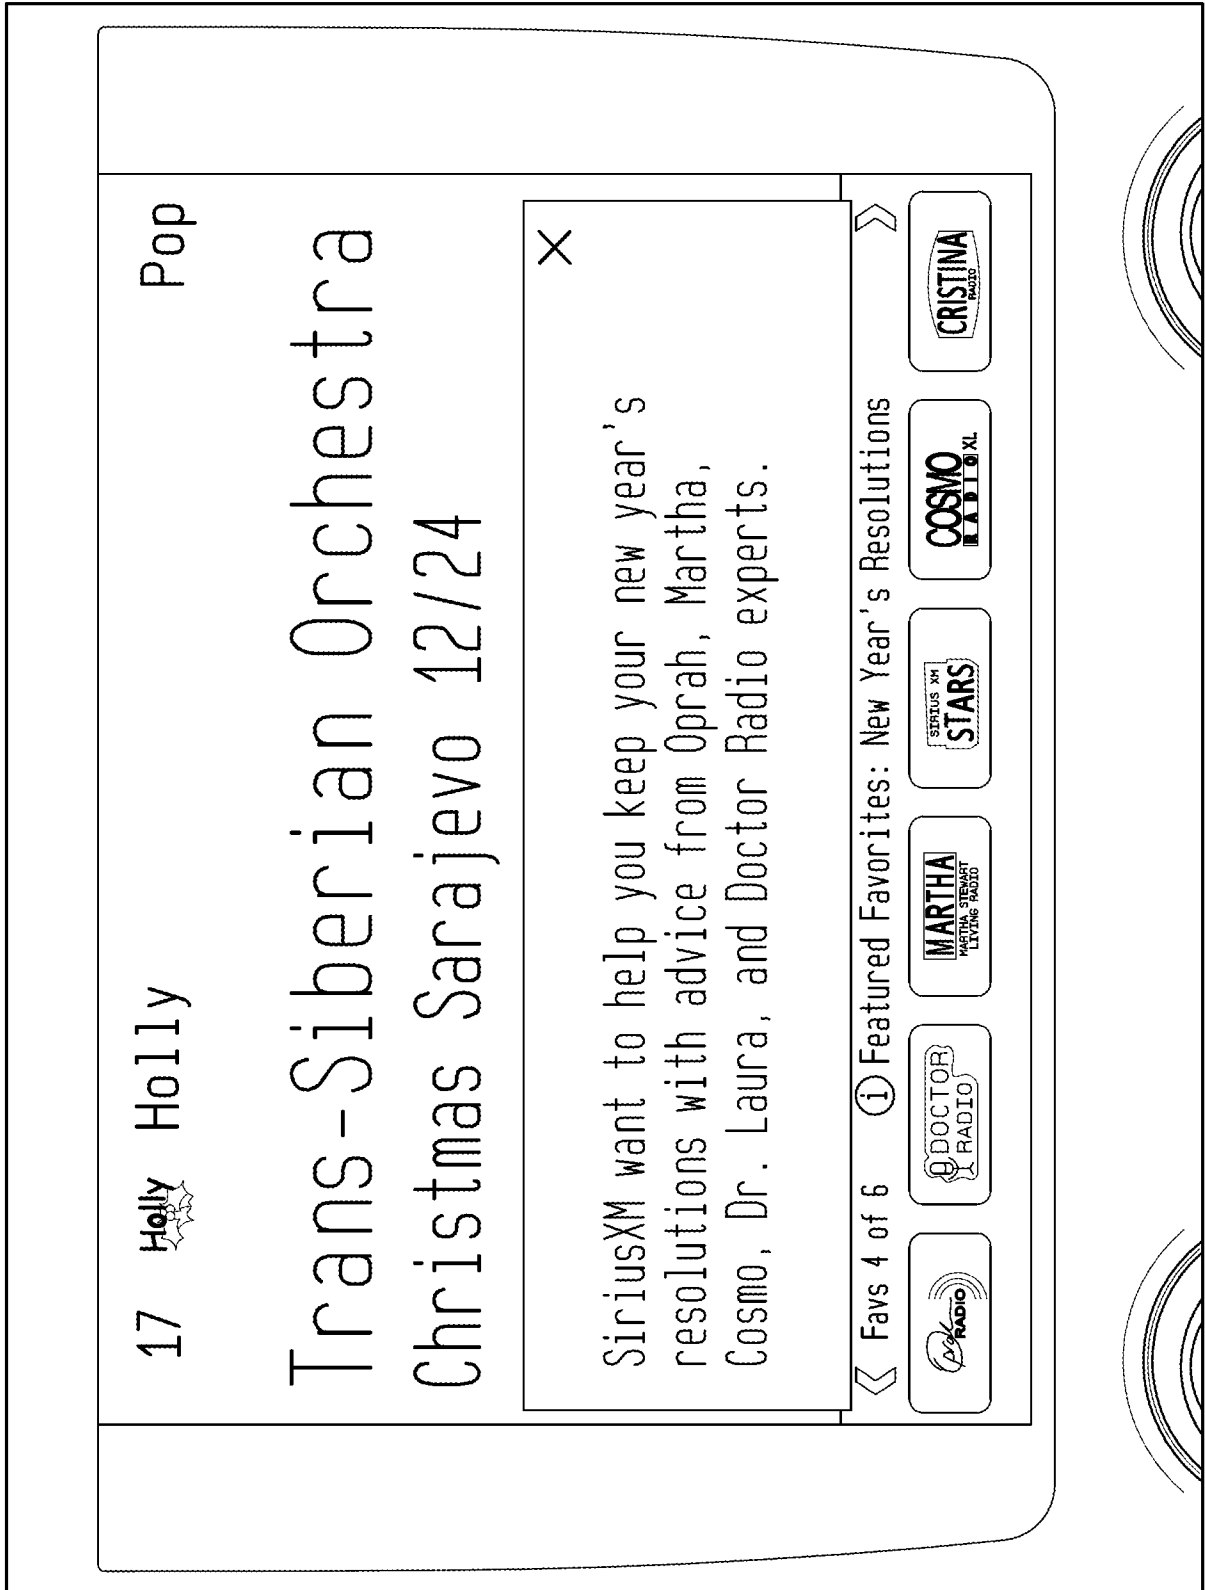 17 Holly Holly Pop
Trans-Siberian Orchestra
Christmas Sarajevo 12/24
X
SiriusXM want to help you keep your new year's
resolutions with advice from Oprah, Martha,
Cosmo, Dr. Laura, and Doctor Radio experts.
Favs 4 of 6 i Featured Favorites: New Year's Resolutions
Oprah
RADIO
DOCTOR
RADIO
MARTHA
MARTHA STEWART
LIVING RADIO
SIRIUS XM
STARS
COSMO
RADIO XL
CRISTINA
RADIO